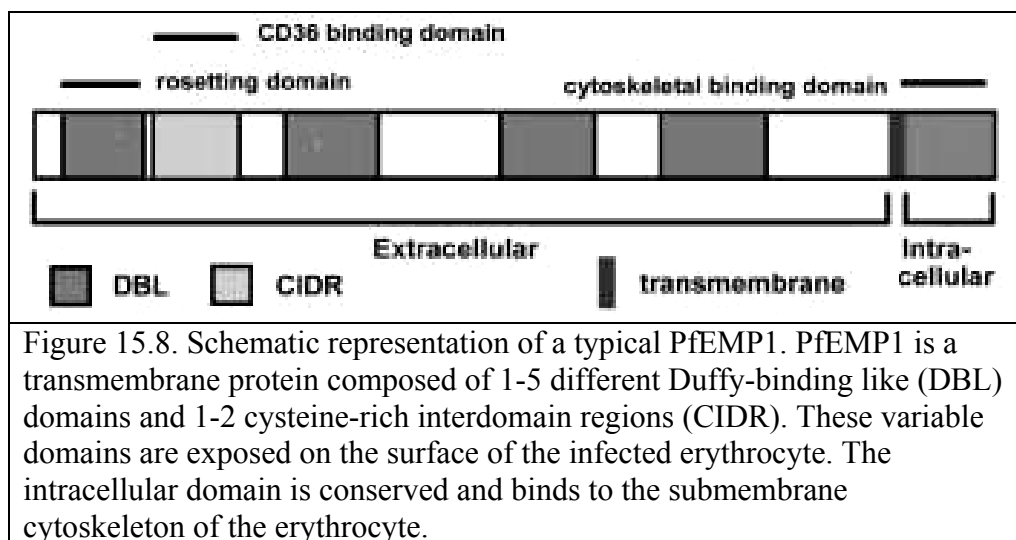 CD36 binding domain
rosetting domain
cytoskeletal binding domain
Extracellular
Intra-
cellular
DBL
CIDR
transmembrane
Figure 15.8. Schematic representation of a typical PfEMP1. PfEMP1 is a
transmembrane protein composed of 1-5 different Duffy-binding like (DBL)
domains and 1-2 cysteine-rich interdomain regions (CIDR). These variable
domains are exposed on the surface of the infected erythrocyte. The
intracellular domain is conserved and binds to the submembrane
cytoskeleton of the erythrocyte.